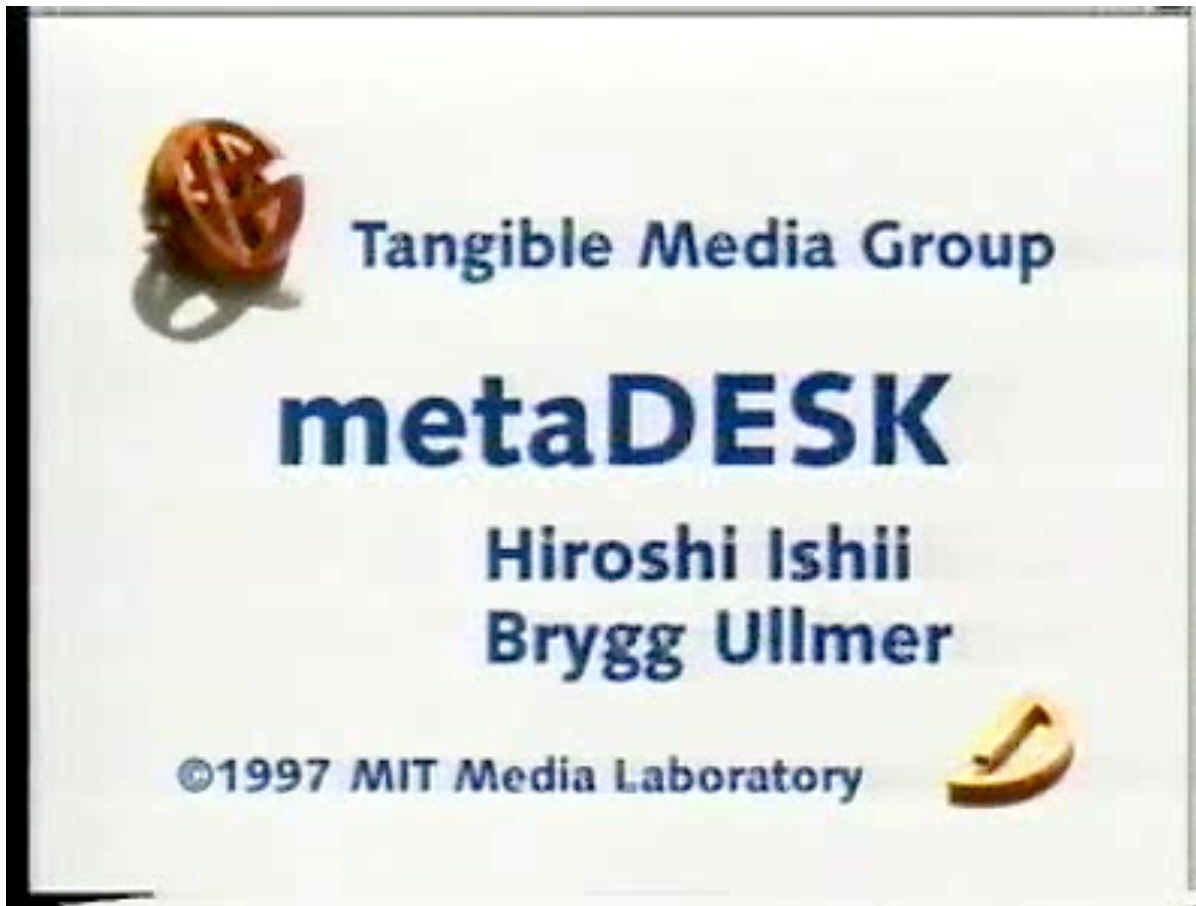 Tangible Media Group
metaDESK
Hiroshi Ishii
Brygg Ullmer
©1997 MIT Media Laboratory